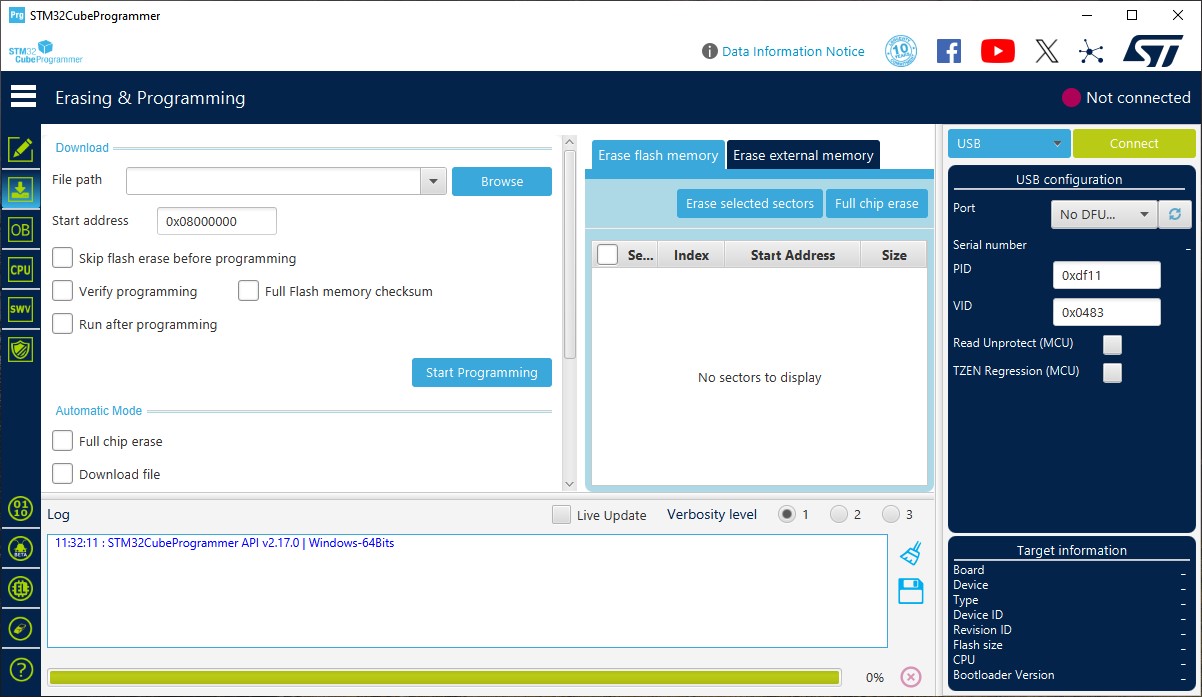 Prg STM32CubeProgrammer
STM32
CubeProgrammer
Data Information Notice
10 YEARS
Erasing & Programming
Not connected
OB
CPU
SWV
01
10
BETA
EL
?
Download
File path
Browse
Start address
0x08000000
Skip flash erase before programming
Verify programming
Full Flash memory checksum
Run after programming
Start Programming
Automatic Mode
Full chip erase
Download file
Erase flash memory
Erase external memory
Erase selected sectors
Full chip erase
Se... Index Start Address Size
No sectors to display
USB
Connect
USB configuration
Port
No DFU...
Serial number _
PID
0xdf11
VID
0x0483
Read Unprotect (MCU)
TZEN Regression (MCU)
Log
Live Update
Verbosity level
1
2
3
11:32:11 : STM32CubeProgrammer API v2.17.0 | Windows-64Bits
0%
Target information
Board _
Device _
Type _
Device ID _
Revision ID _
Flash size _
CPU _
Bootloader Version _